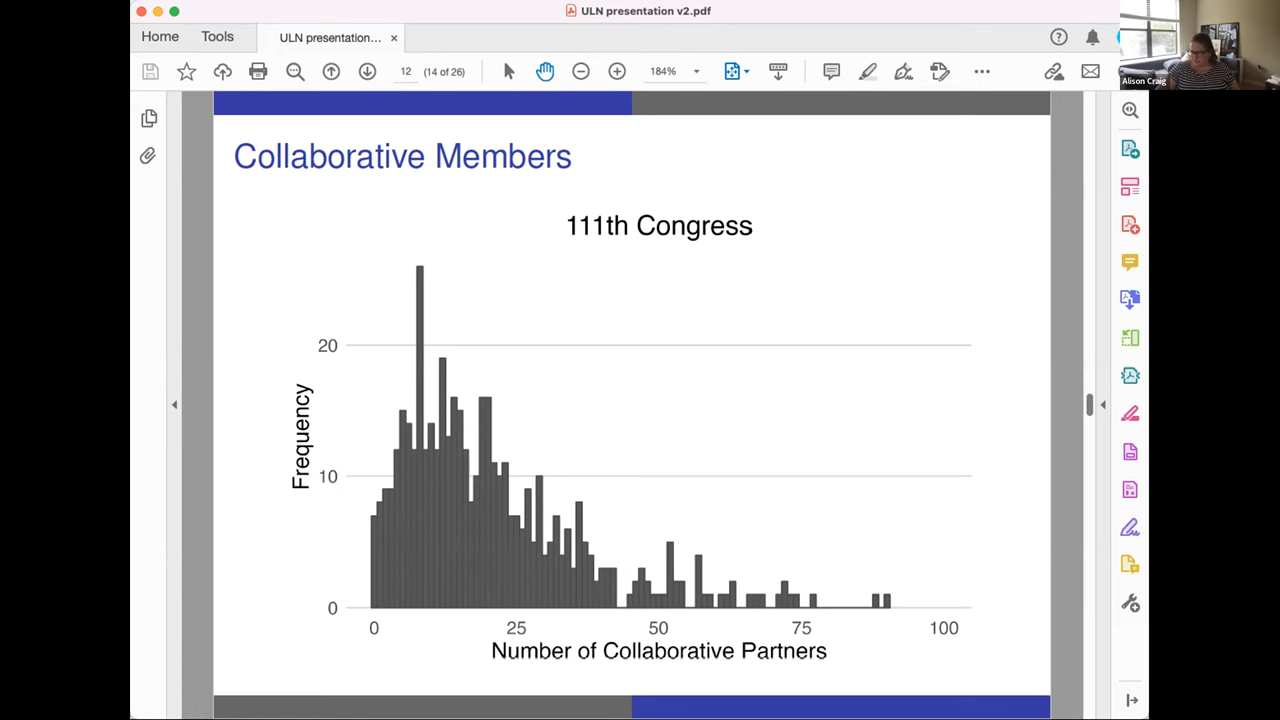 ULN presentation v2.pdf
Home Tools ULN presentation... ×
12 (14 of 26) 184%
Alison Craig
Collaborative Members
111th Congress
20
10
0
Frequency
0 25 50 75 100
Number of Collaborative Partners